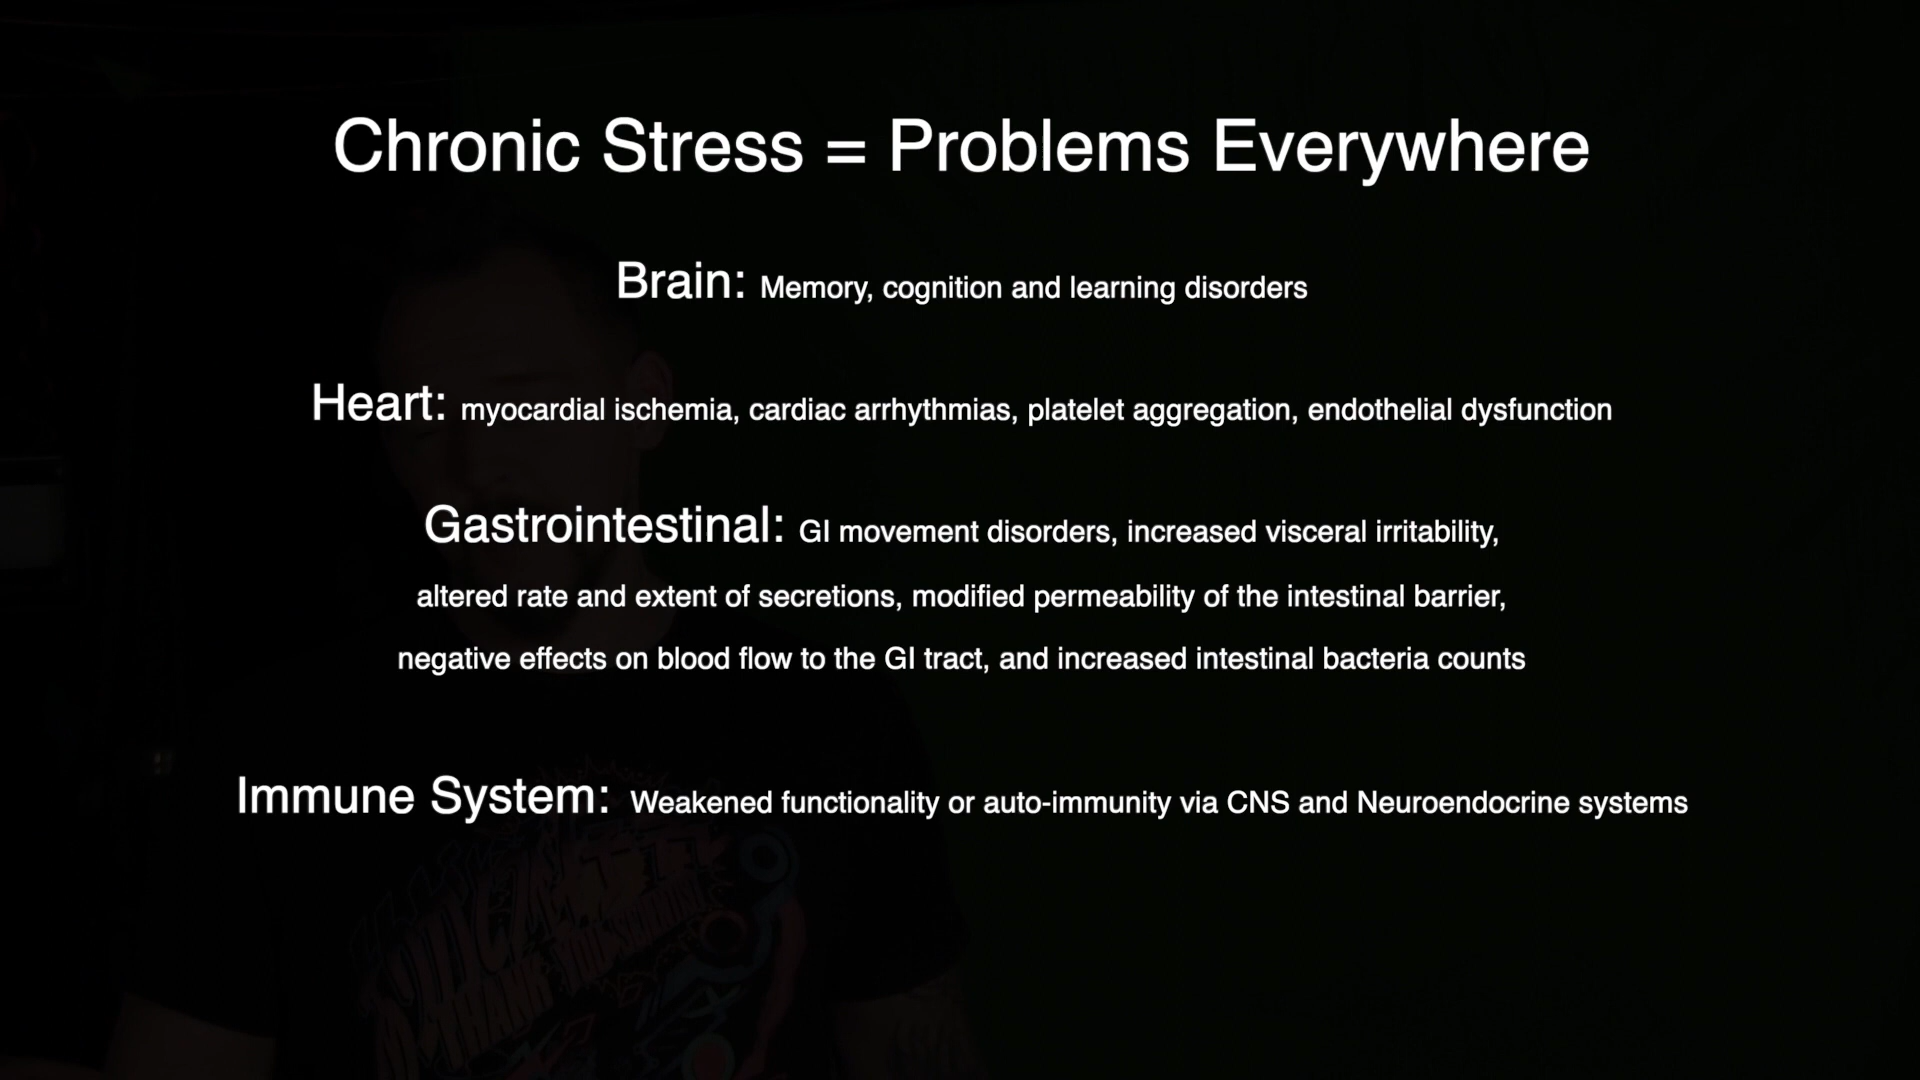 Chronic Stress = Problems Everywhere
Brain: Memory, cognition and learning disorders
Heart: myocardial ischemia, cardiac arrhythmias, platelet aggregation, endothelial dysfunction
Gastrointestinal: GI movement disorders, increased visceral irritability,
altered rate and extent of secretions, modified permeability of the intestinal barrier,
negative effects on blood flow to the GI tract, and increased intestinal bacteria counts
Immune System: Weakened functionality or auto-immunity via CNS and Neuroendocrine systems
THANK